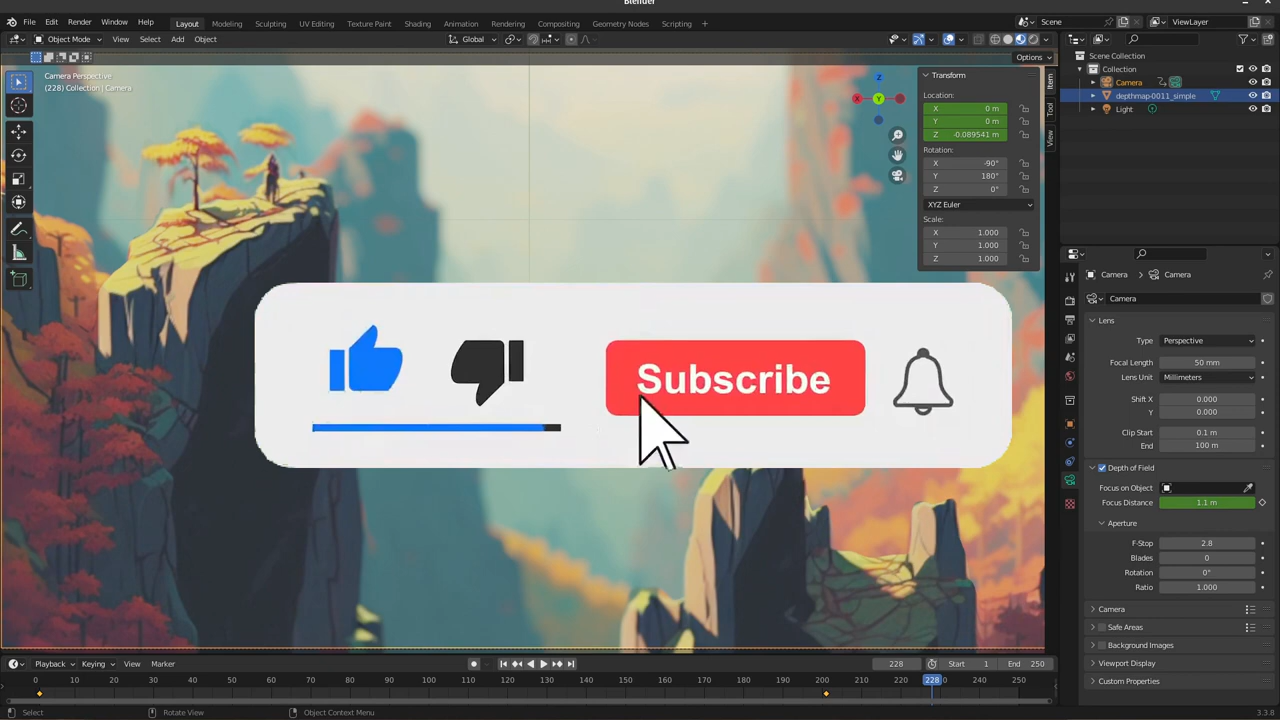 Blender
File Edit Render Window Help Layout Modeling Sculpting UV Editing Texture Paint Shading Animation Rendering Compositing Geometry Nodes Scripting + Scene ViewLayer
Object Mode View Select Add Object Global
Options
Camera Perspective
(228) Collection | Camera
Z
X Y
Transform
Location:
X 0 m
Y 0 m
Z -0.089541 m
Rotation:
X -90°
Y 180°
Z 0°
XYZ Euler
Scale:
X 1.000
Y 1.000
Z 1.000
Item
Tool
View
Scene Collection
Collection
Camera
depthmap-0011_simple
Light
Subscribe
Camera Camera
Camera
Lens
Type Perspective
Focal Length 50 mm
Lens Unit Millimeters
Shift X 0.000
Y 0.000
Clip Start 0.1 m
End 100 m
Depth of Field
Focus on Object
Focus Distance 1.1 m
Aperture
F-Stop 2.8
Blades 0
Rotation 0°
Ratio 1.000
Camera
Safe Areas
Background Images
Viewport Display
Custom Properties
Playback Keying View Marker 228 Start 1 End 250
0 10 20 30 40 50 60 70 80 90 100 110 120 130 140 150 160 170 180 190 200 210 220 228 230 240 250
Select Rotate View Object Context Menu 3.3.8